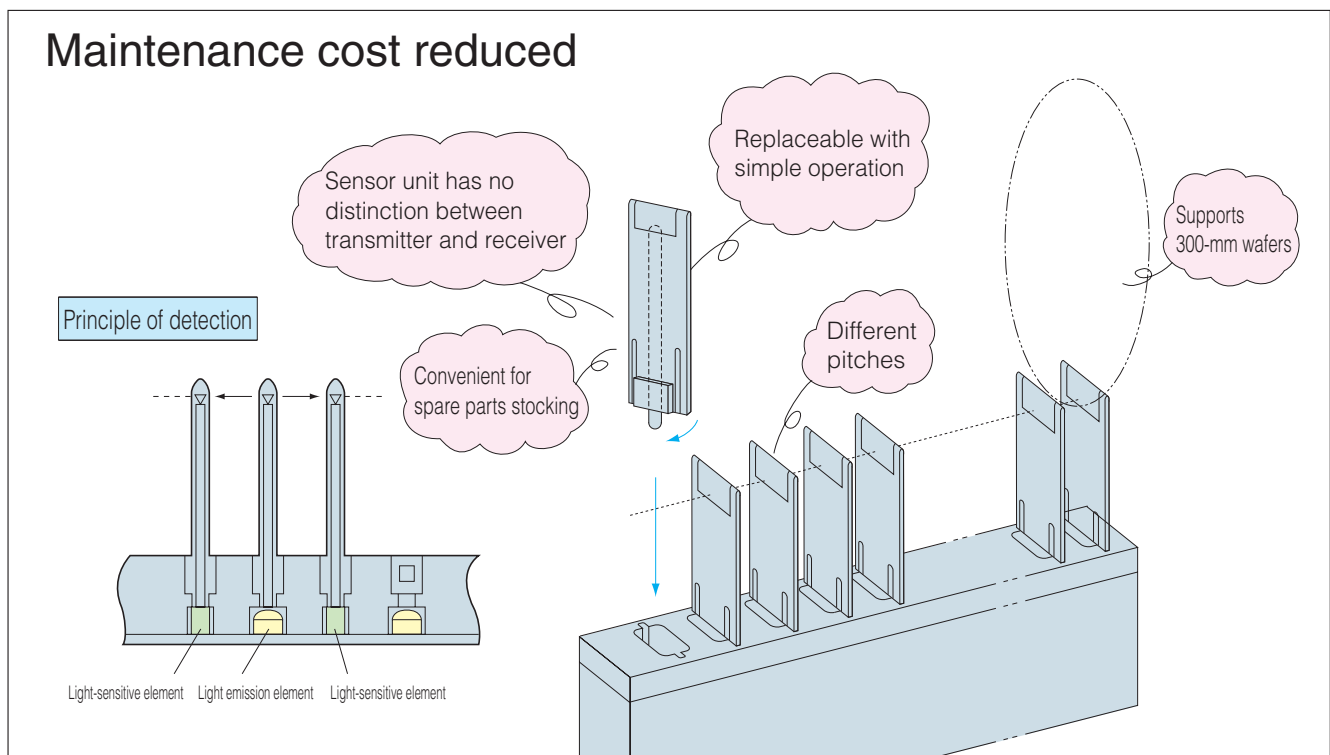 Maintenance cost reduced
Replaceable with
simple operation
Sensor unit has no
distinction between
transmitter and receiver
Supports
300-mm wafers
Principle of detection
Different
pitches
Convenient for
spare parts stocking
Light-sensitive element
Light emission element
Light-sensitive element